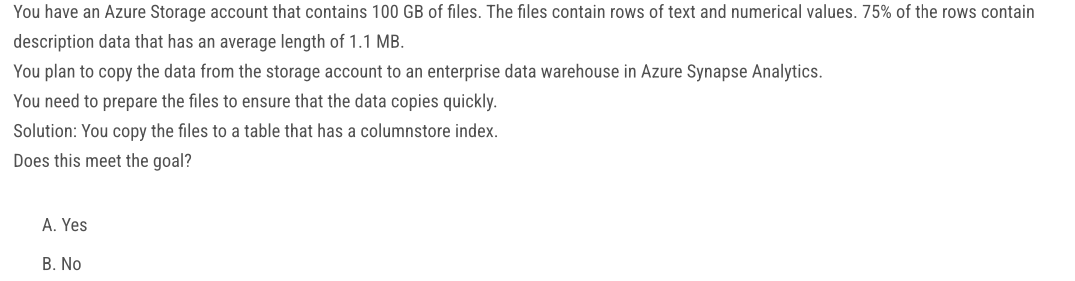 You have an Azure Storage account that contains 100 GB of files. The files contain rows of text and numerical values. 75% of the rows contain
description data that has an average length of 1.1 MB.
You plan to copy the data from the storage account to an enterprise data warehouse in Azure Synapse Analytics.
You need to prepare the files to ensure that the data copies quickly.
Solution: You copy the files to a table that has a columnstore index.
Does this meet the goal?
A. Yes
B. No